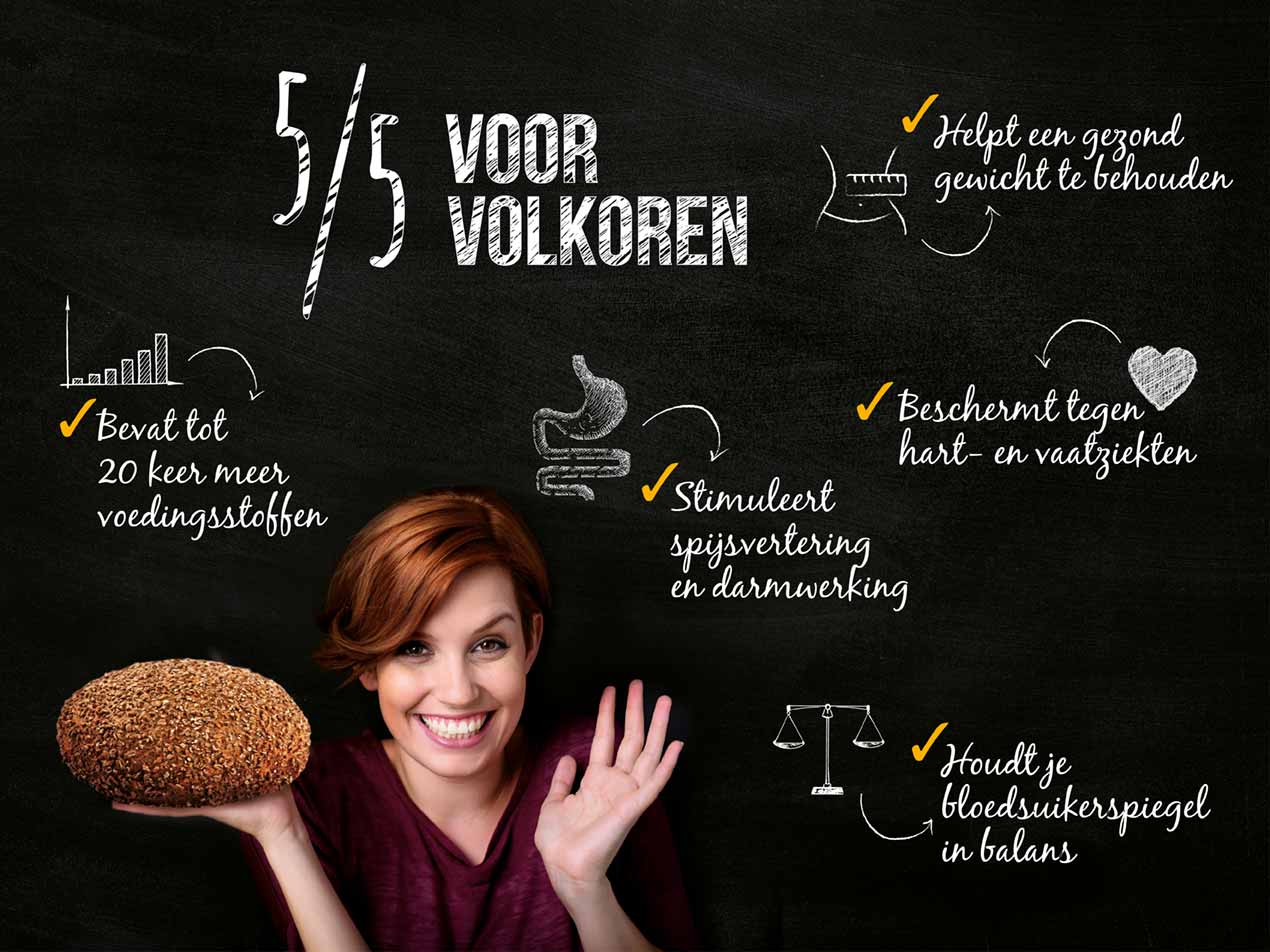 5/5 VOOR
VOLKOREN
Helpt een gezond
gewicht te behouden
Bevat tot
20 keer meer
voedingsstoffen
Stimuleert
spijsvertering
en darmwerking
Beschermt tegen
hart- en vaatziekten
Houdt je
bloedsuikerspiegel
in balans